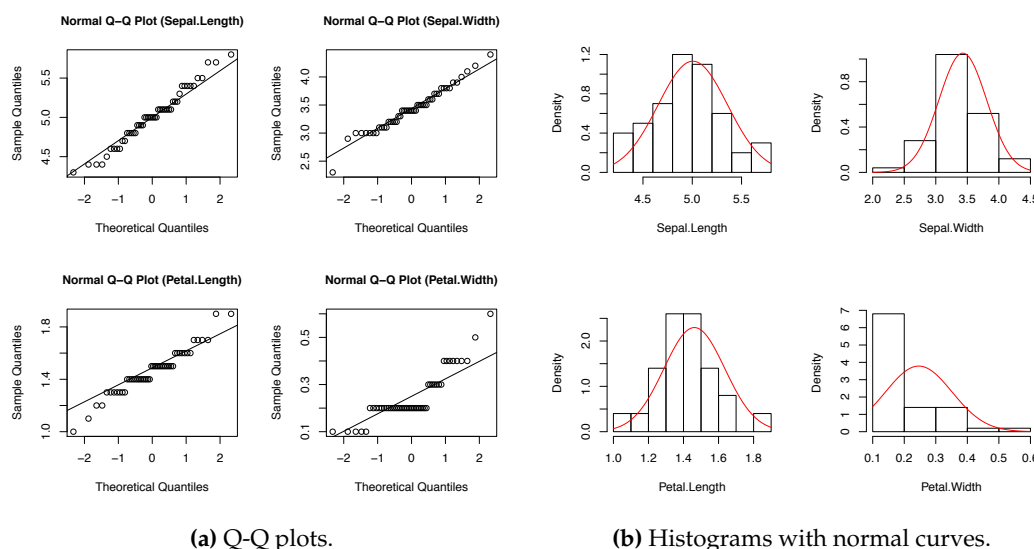 Normal Q−Q Plot (Sepal.Length)
Sample Quantiles
4.5 5.0 5.5
−2 −1 0 1 2
Theoretical Quantiles
Normal Q−Q Plot (Sepal.Width)
Sample Quantiles
2.5 3.0 3.5 4.0
−2 −1 0 1 2
Theoretical Quantiles
Normal Q−Q Plot (Petal.Length)
Sample Quantiles
1.0 1.4 1.8
−2 −1 0 1 2
Theoretical Quantiles
Normal Q−Q Plot (Petal.Width)
Sample Quantiles
0.1 0.3 0.5
−2 −1 0 1 2
Theoretical Quantiles
(a) Q-Q plots.
Density
0.0 0.4 0.8 1.2
4.5 5.0 5.5
Sepal.Length
Density
0.0 0.4 0.8
2.0 2.5 3.0 3.5 4.0 4.5
Sepal.Width
Density
0.0 1.0 2.0
1.0 1.2 1.4 1.6 1.8
Petal.Length
Density
0 1 2 3 4 5 6 7
0.1 0.2 0.3 0.4 0.5 0.6
Petal.Width
(b) Histograms with normal curves.